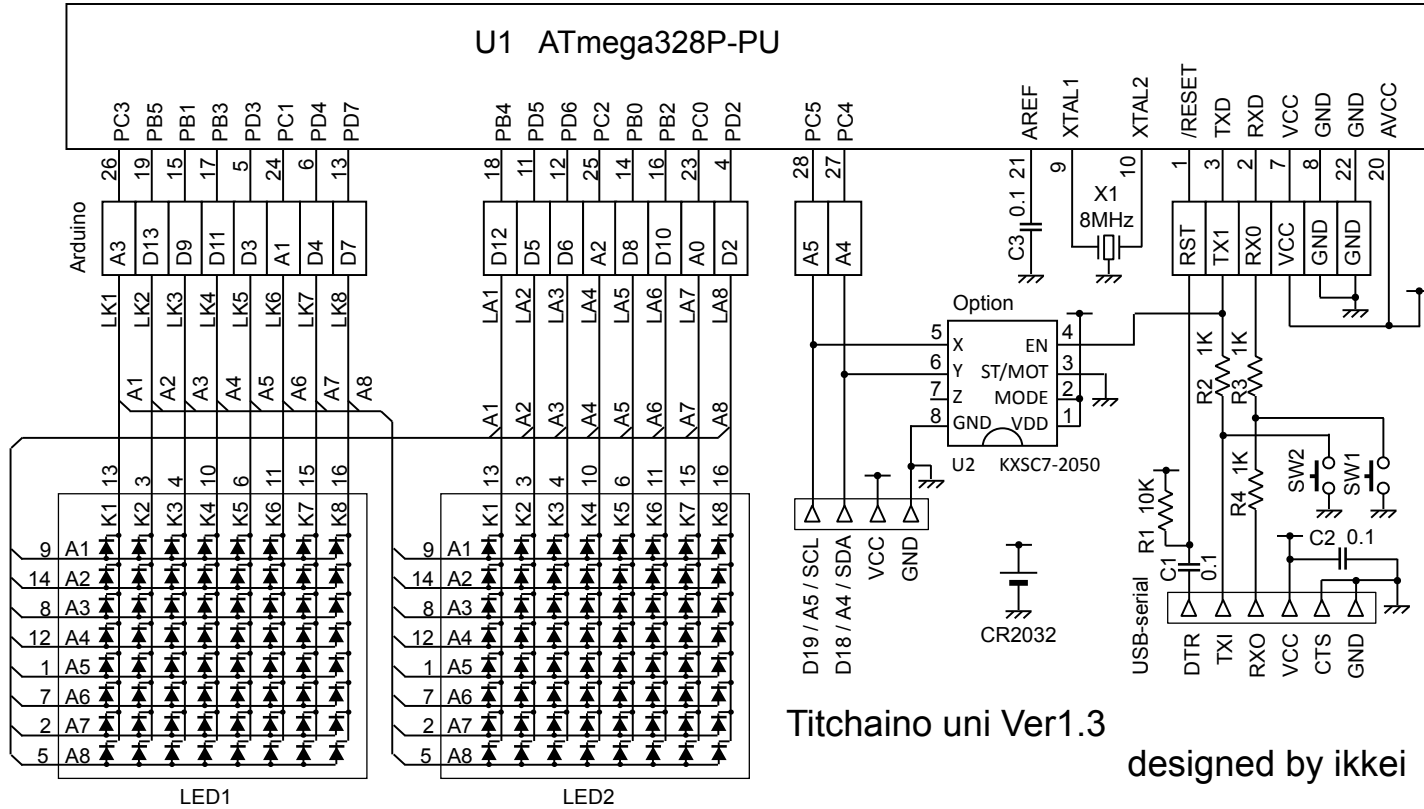 U1 ATmega328P-PU
PC3 PB5 PB1 PB3 PD3 PC1 PD4 PD7
PB4 PD5 PD6 PC2 PB0 PB2 PC0 PD2
PC5 PC4
AREF XTAL1 XTAL2
/RESET TXD RXD VCC GND GND AVCC
26 19 15 17 5 24 6 13
18 11 12 25 14 16 23 4
28 27
21 9 10
1 3 2 7 8 22 20
Arduino
A3 D13 D9 D11 D3 A1 D4 D7
D12 D5 D6 A2 D8 D10 A0 D2
A5 A4
C3 0.1
X1
8MHz
RST TX1 RX0 VCC GND GND
LK1 LK2 LK3 LK4 LK5 LK6 LK7 LK8
LA1 LA2 LA3 LA4 LA5 LA6 LA7 LA8
A1 A2 A3 A4 A5 A6 A7 A8
A1 A2 A3 A4 A5 A6 A7 A8
Option
5 X EN 4
6 Y ST/MOT 3
7 Z MODE 2
8 GND VDD 1
U2 KXSC7-2050
R2 1K
R3 1K
R4 1K
SW2
SW1
R1 10K
C1 0.1
C2 0.1
13 3 4 10 6 11 15 16
K1 K2 K3 K4 K5 K6 K7 K8
9 A1
14 A2
8 A3
12 A4
1 A5
7 A6
2 A7
5 A8
LED1
13 3 4 10 6 11 15 16
K1 K2 K3 K4 K5 K6 K7 K8
9 A1
14 A2
8 A3
12 A4
1 A5
7 A6
2 A7
5 A8
LED2
D19 / A5 / SCL
D18 / A4 / SDA
VCC
GND
CR2032
USB-serial
DTR
TXI
RXO
VCC
CTS
GND
Titchaino uni Ver1.3
designed by ikkei